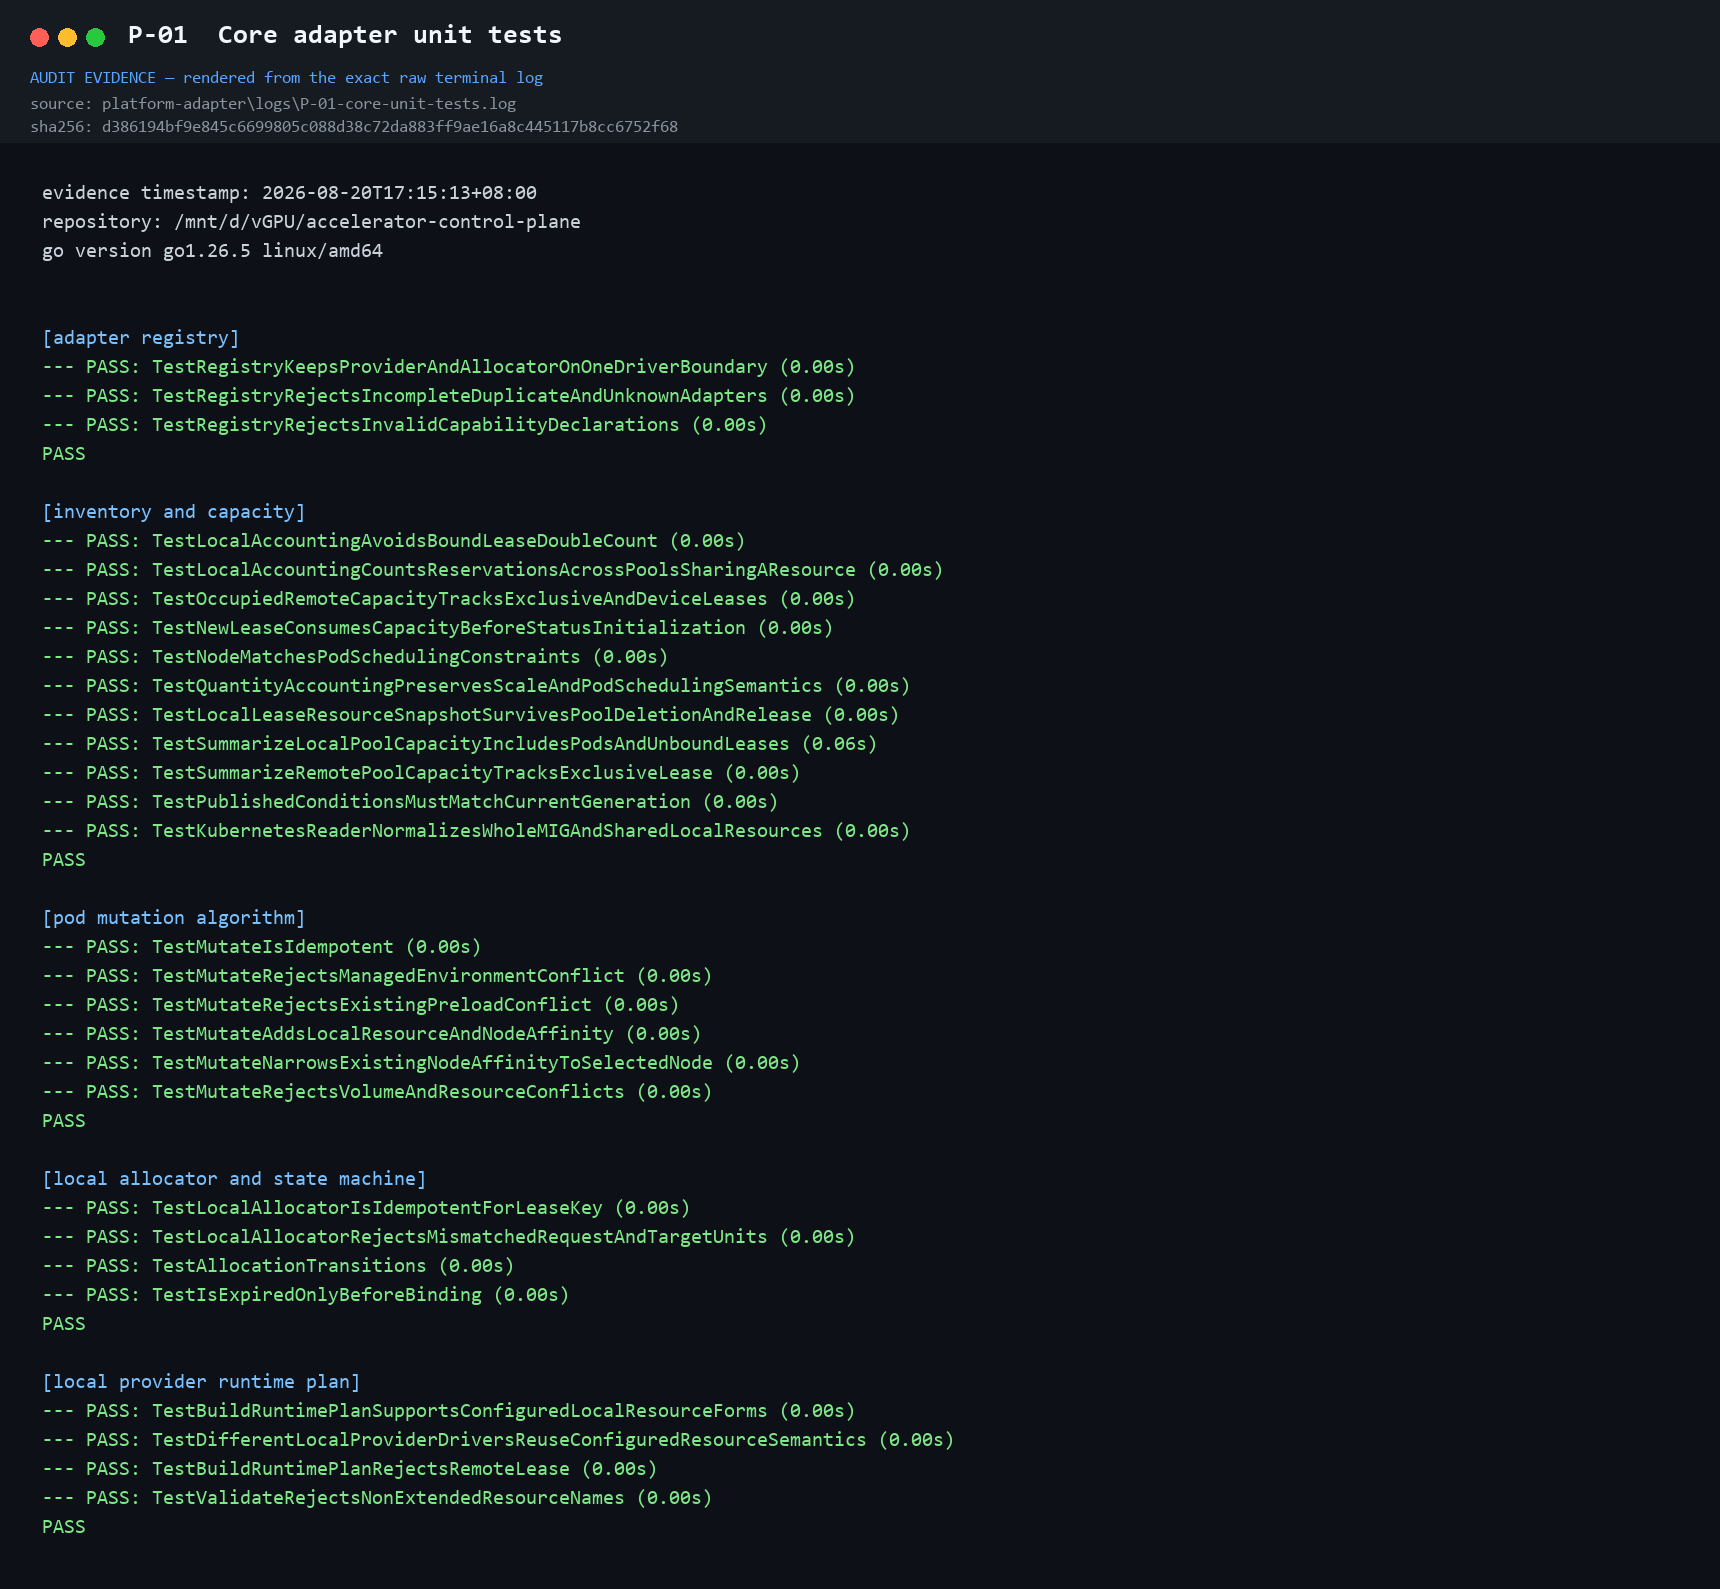 P-01  Core adapter unit tests
AUDIT EVIDENCE — rendered from the exact raw terminal log
source: platform-adapter\logs\P-01-core-unit-tests.log
sha256: d386194bf9e845c6699805c088d38c72da883ff9ae16a8c445117b8cc6752f68
evidence timestamp: 2026-08-20T17:15:13+08:00
repository: /mnt/d/vGPU/accelerator-control-plane
go version go1.26.5 linux/amd64
[adapter registry]
--- PASS: TestRegistryKeepsProviderAndAllocatorOnOneDriverBoundary (0.00s)
--- PASS: TestRegistryRejectsIncompleteDuplicateAndUnknownAdapters (0.00s)
--- PASS: TestRegistryRejectsInvalidCapabilityDeclarations (0.00s)
PASS
[inventory and capacity]
--- PASS: TestLocalAccountingAvoidsBoundLeaseDoubleCount (0.00s)
--- PASS: TestLocalAccountingCountsReservationsAcrossPoolsSharingAResource (0.00s)
--- PASS: TestOccupiedRemoteCapacityTracksExclusiveAndDeviceLeases (0.00s)
--- PASS: TestNewLeaseConsumesCapacityBeforeStatusInitialization (0.00s)
--- PASS: TestNodeMatchesPodSchedulingConstraints (0.00s)
--- PASS: TestQuantityAccountingPreservesScaleAndPodSchedulingSemantics (0.00s)
--- PASS: TestLocalLeaseResourceSnapshotSurvivesPoolDeletionAndRelease (0.00s)
--- PASS: TestSummarizeLocalPoolCapacityIncludesPodsAndUnboundLeases (0.06s)
--- PASS: TestSummarizeRemotePoolCapacityTracksExclusiveLease (0.00s)
--- PASS: TestPublishedConditionsMustMatchCurrentGeneration (0.00s)
--- PASS: TestKubernetesReaderNormalizesWholeMIGAndSharedLocalResources (0.00s)
PASS
[pod mutation algorithm]
--- PASS: TestMutateIsIdempotent (0.00s)
--- PASS: TestMutateRejectsManagedEnvironmentConflict (0.00s)
--- PASS: TestMutateRejectsExistingPreloadConflict (0.00s)
--- PASS: TestMutateAddsLocalResourceAndNodeAffinity (0.00s)
--- PASS: TestMutateNarrowsExistingNodeAffinityToSelectedNode (0.00s)
--- PASS: TestMutateRejectsVolumeAndResourceConflicts (0.00s)
PASS
[local allocator and state machine]
--- PASS: TestLocalAllocatorIsIdempotentForLeaseKey (0.00s)
--- PASS: TestLocalAllocatorRejectsMismatchedRequestAndTargetUnits (0.00s)
--- PASS: TestAllocationTransitions (0.00s)
--- PASS: TestIsExpiredOnlyBeforeBinding (0.00s)
PASS
[local provider runtime plan]
--- PASS: TestBuildRuntimePlanSupportsConfiguredLocalResourceForms (0.00s)
--- PASS: TestDifferentLocalProviderDriversReuseConfiguredResourceSemantics (0.00s)
--- PASS: TestBuildRuntimePlanRejectsRemoteLease (0.00s)
--- PASS: TestValidateRejectsNonExtendedResourceNames (0.00s)
PASS